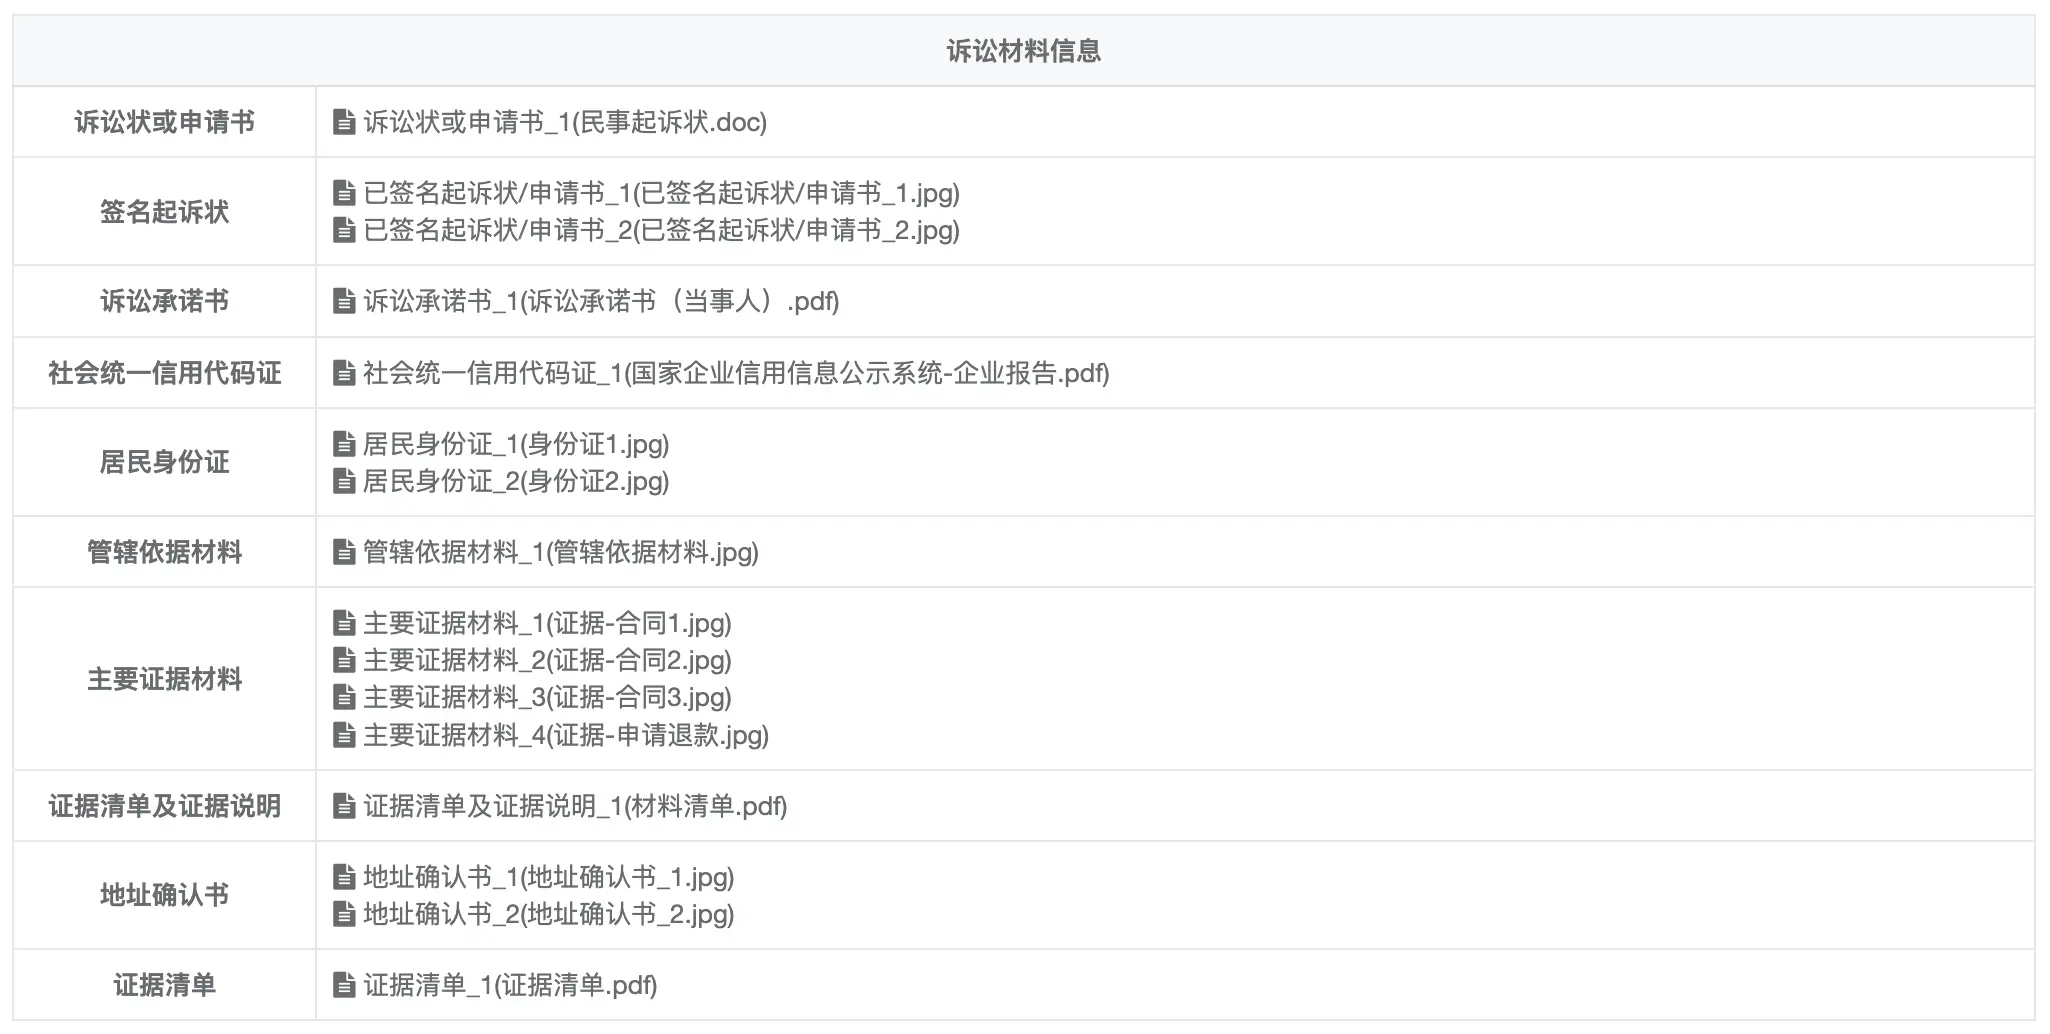 诉讼材料信息
诉讼状或申请书
诉讼状或申请书_1(民事起诉状.doc)
签名起诉状
已签名起诉状/申请书_1(已签名起诉状/申请书_1.jpg)
已签名起诉状/申请书_2(已签名起诉状/申请书_2.jpg)
诉讼承诺书
诉讼承诺书_1(诉讼承诺书（当事人）.pdf)
社会统一信用代码证
社会统一信用代码证_1(国家企业信用信息公示系统-企业报告.pdf)
居民身份证
居民身份证_1(身份证1.jpg)
居民身份证_2(身份证2.jpg)
管辖依据材料
管辖依据材料_1(管辖依据材料.jpg)
主要证据材料
主要证据材料_1(证据-合同1.jpg)
主要证据材料_2(证据-合同2.jpg)
主要证据材料_3(证据-合同3.jpg)
主要证据材料_4(证据-申请退款.jpg)
证据清单及证据说明
证据清单及证据说明_1(材料清单.pdf)
地址确认书
地址确认书_1(地址确认书_1.jpg)
地址确认书_2(地址确认书_2.jpg)
证据清单
证据清单_1(证据清单.pdf)